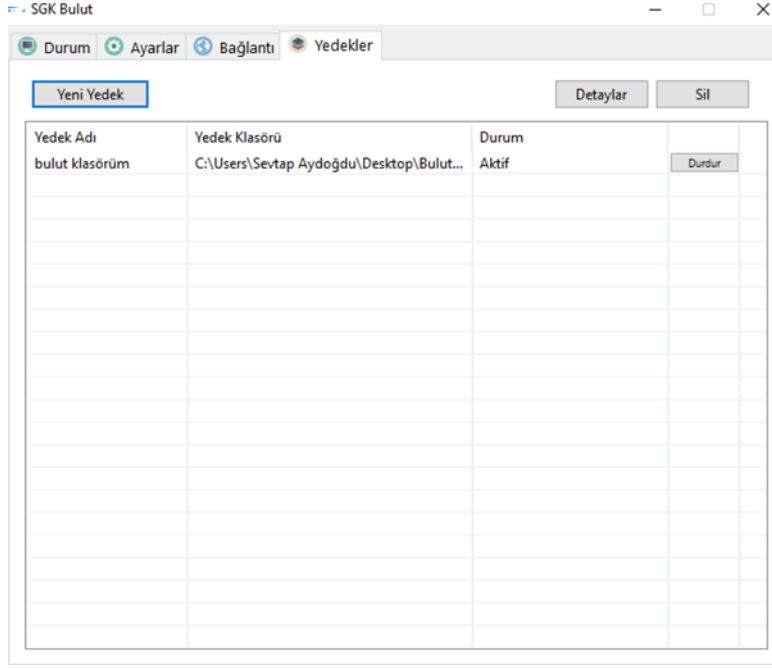 SGK Bulut
Durum Ayarlar Bağlantı Yedekler
Yeni Yedek Detaylar Sil
Yedek Adı Yedek Klasörü Durum
bulut klasörüm C:\Users\Sevtap Aydoğdu\Desktop\Bulut... Aktif Durdur